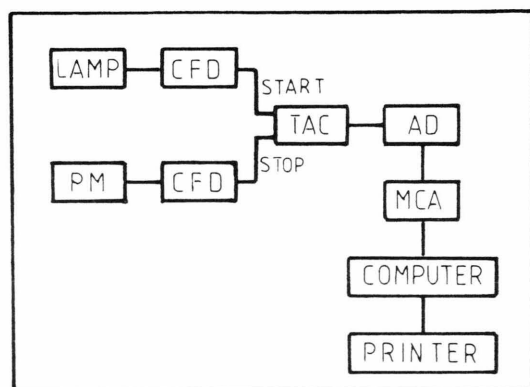 LAMP CFD
START
TAC AD
STOP
PM CFD
MCA
COMPUTER
PRINTER